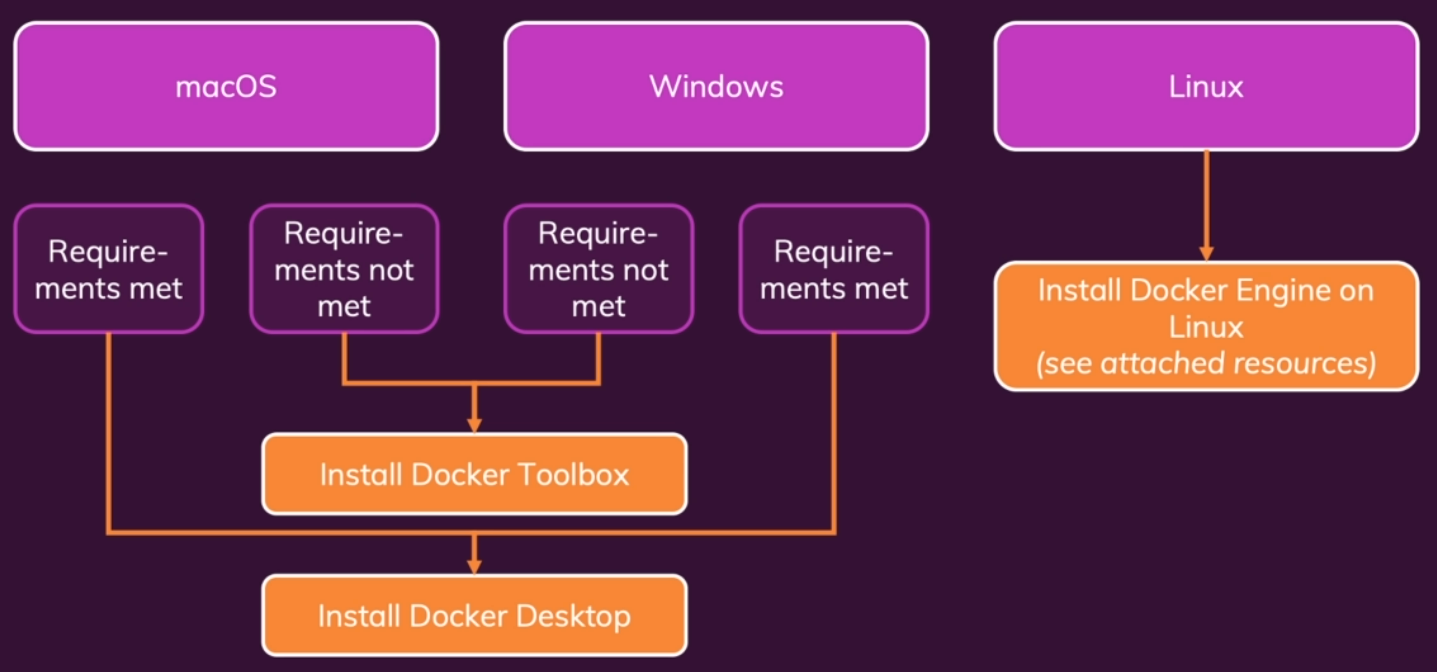 macOS
Windows
Linux
Require-
ments met
Require-
ments not
met
Require-
ments not
met
Require-
ments met
Install Docker Engine on
Linux
(see attached resources)
Install Docker Toolbox
Install Docker Desktop